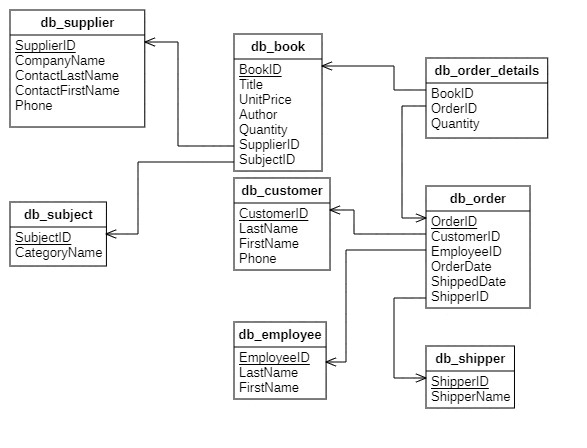 db_supplier
SupplierID
CompanyName
ContactLastName
ContactFirstName
Phone
db_book
BookID
Title
UnitPrice
Author
Quantity
SupplierID
SubjectID
db_order_details
BookID
OrderID
Quantity
db_subject
SubjectID
CategoryName
db_customer
CustomerID
LastName
FirstName
Phone
db_order
OrderID
CustomerID
EmployeeID
OrderDate
ShippedDate
ShipperID
db_employee
EmployeeID
LastName
FirstName
db_shipper
ShipperID
ShipperName